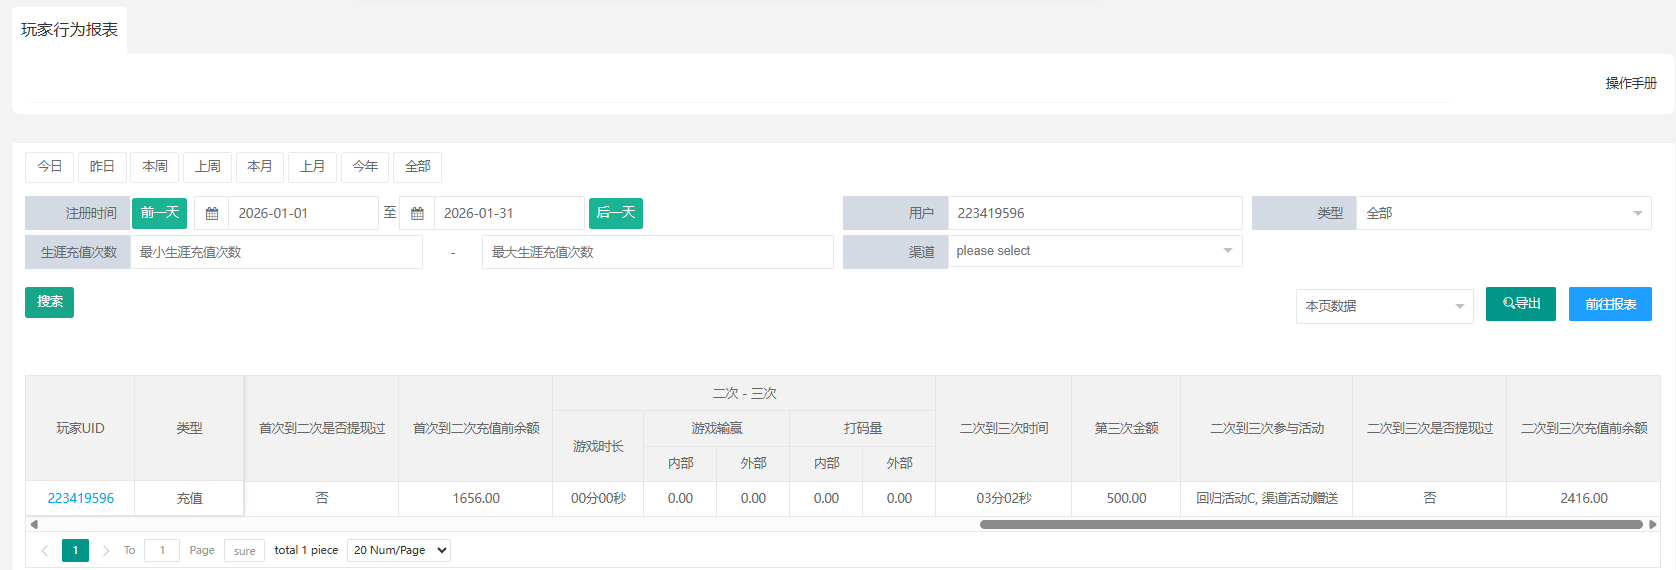 玩家行为报表
操作手册
今日 昨日 本周 上周 本月 上月 今年 全部
注册时间 前一天 2026-01-01 至 2026-01-31 后一天 用户 223419596 类型 全部
生涯充值次数 最小生涯充值次数 - 最大生涯充值次数 渠道 please select
搜索 本页数据 导出 前往报表
二次 - 三次
玩家UID 类型 首次到二次是否提现过 首次到二次充值前余额 游戏时长 游戏输赢 打码量 二次到三次时间 第三次金额 二次到三次参与活动 二次到三次是否提现过 二次到三次充值前余额
内部 外部 内部 外部
223419596 充值 否 1656.00 00分00秒 0.00 0.00 0.00 0.00 03分02秒 500.00 回归活动C, 渠道活动赠送 否 2416.00
1 To 1 Page sure total 1 piece 20 Num/Page